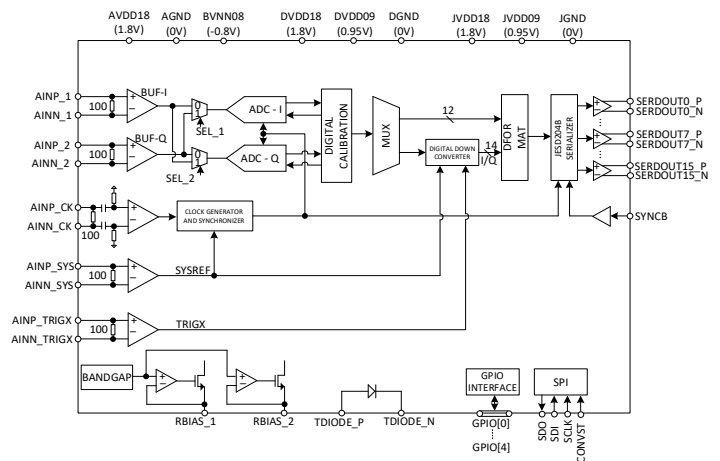 AVDD18 AGND BVNN08 DVDD18 DVDD09 DGND JVDD18 JVDD09 JGND
(1.8V) (0V) (-0.8V) (1.8V) (0.95V) (0V) (1.8V) (0.95V) (0V)
AINP_1
100
AINN_1
BUF-I
0
1
SEL_1
ADC - I
AINP_2
100
AINN_2
BUF-Q
0
1
SEL_2
ADC - Q
DIGITAL
CALIBRATION
MUX
12
DIGITAL DOWN
CONVERTER
14
I/Q
DFOR
MAT
JESD204B
SERIALIZER
SERDOUT0_P
SERDOUT0_N
SERDOUT7_P
SERDOUT7_N
SERDOUT15_P
SERDOUT15_N
SYNCB
AINP_CK
AINN_CK
100
CLOCK GENERATOR
AND SYNCHRONIZER
AINP_SYS
100
AINN_SYS
SYSREF
AINP_TRIGX
100
AINN_TRIGX
TRIGX
BANDGAP
RBIAS_1
RBIAS_2
TDIODE_P
TDIODE_N
GPIO
INTERFACE
GPIO[0]
GPIO[4]
SPI
SDO
SDI
SCLK
CONVST